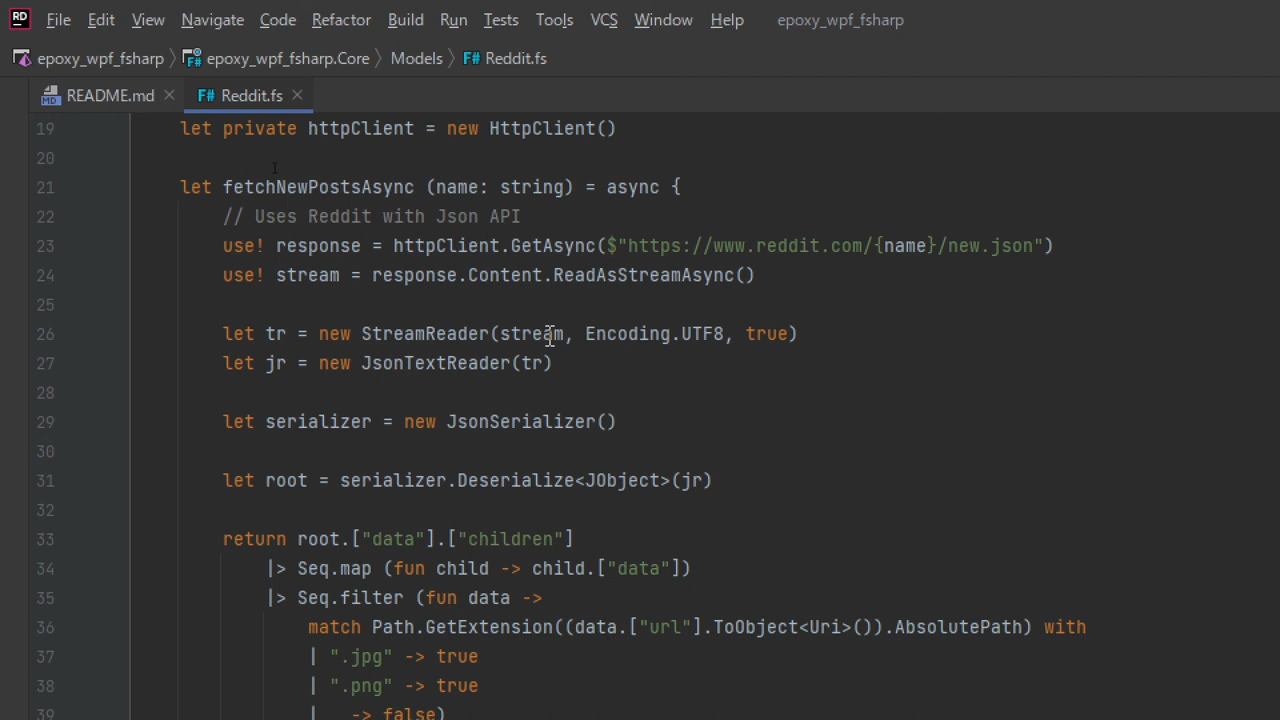 RD File Edit View Navigate Code Refactor Build Run Tests Tools VCS Window Help epoxy_wpf_fsharp
epoxy_wpf_fsharp 〉 F# epoxy_wpf_fsharp.Core 〉 Models 〉 F# Reddit.fs
MD README.md × F# Reddit.fs ×
19 let private httpClient = new HttpClient()
20
21 let fetchNewPostsAsync (name: string) = async {
22 // Uses Reddit with Json API
23 use! response = httpClient.GetAsync($"https://www.reddit.com/{name}/new.json")
24 use! stream = response.Content.ReadAsStreamAsync()
25
26 let tr = new StreamReader(stream, Encoding.UTF8, true)
27 let jr = new JsonTextReader(tr)
28
29 let serializer = new JsonSerializer()
30
31 let root = serializer.Deserialize<JObject>(jr)
32
33 return root.["data"].["children"]
34 |> Seq.map (fun child -> child.["data"])
35 |> Seq.filter (fun data ->
36 match Path.GetExtension((data.["url"].ToObject<Uri>()).AbsolutePath) with
37 | ".jpg" -> true
38 | ".png" -> true
39 | _ -> false)